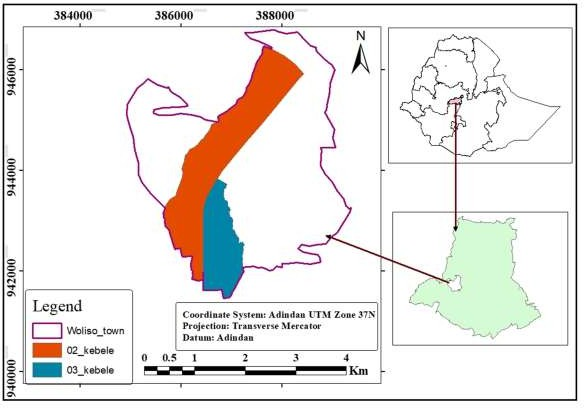 384000 386000 388000
N
946000
944000
942000
940000
Legend
Woliso_town
02_kebele
03_kebele
Coordinate System: Adindan UTM Zone 37N
Projection: Transverse Mercator
Datum: Adindan
0 0.5 1 2 3 4
Km